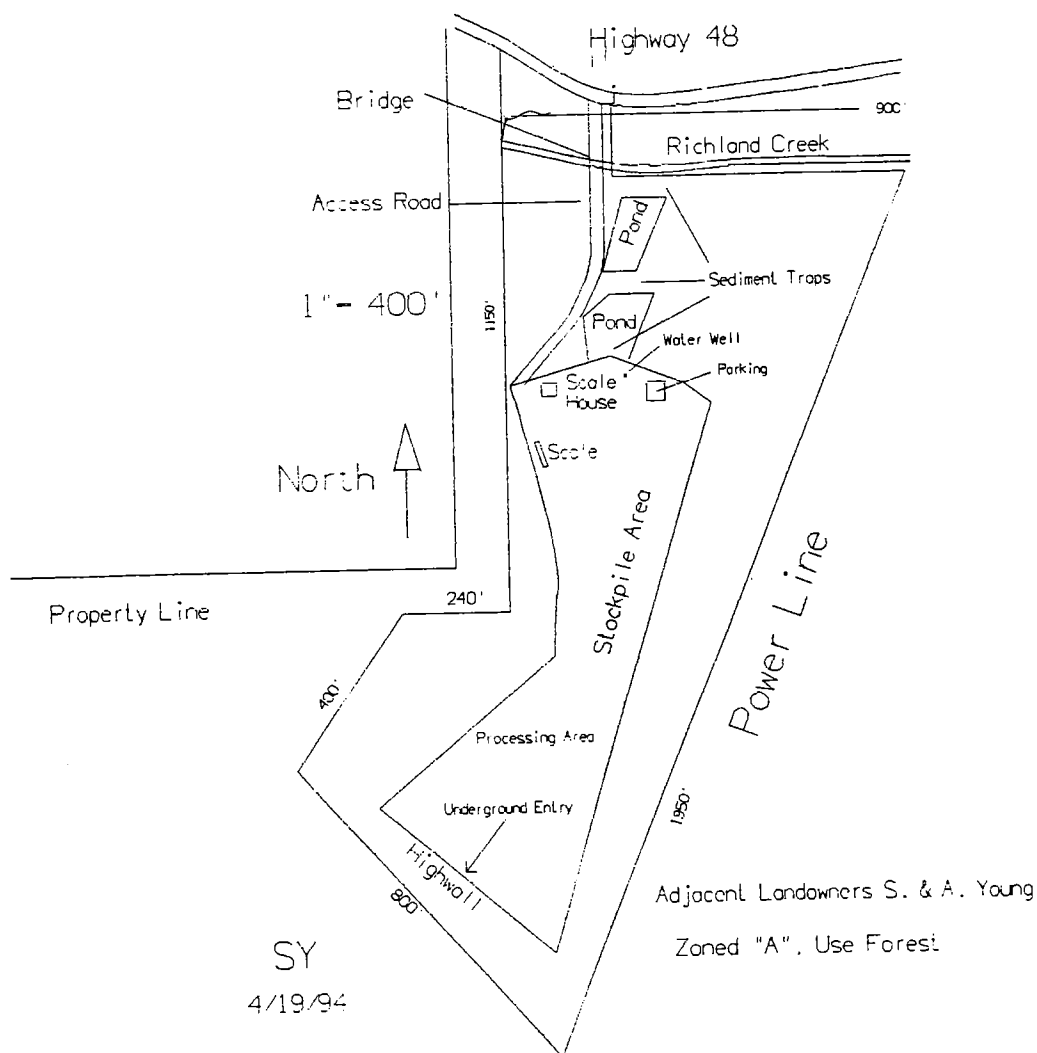 Highway 48
Bridge
900'
Richland Creek
Access Road
Pond
Sediment Traps
1" - 400'
1150'
Pond
Water Well
Parking
Scale
House
Scale
North
Stockpile Area
Property Line
240'
Power Line
400'
Processing Area
Underground Entry
1950'
Highwall
800'
Adjacent Landowners S. & A. Young
Zoned "A", Use Forest
SY
4/19/94